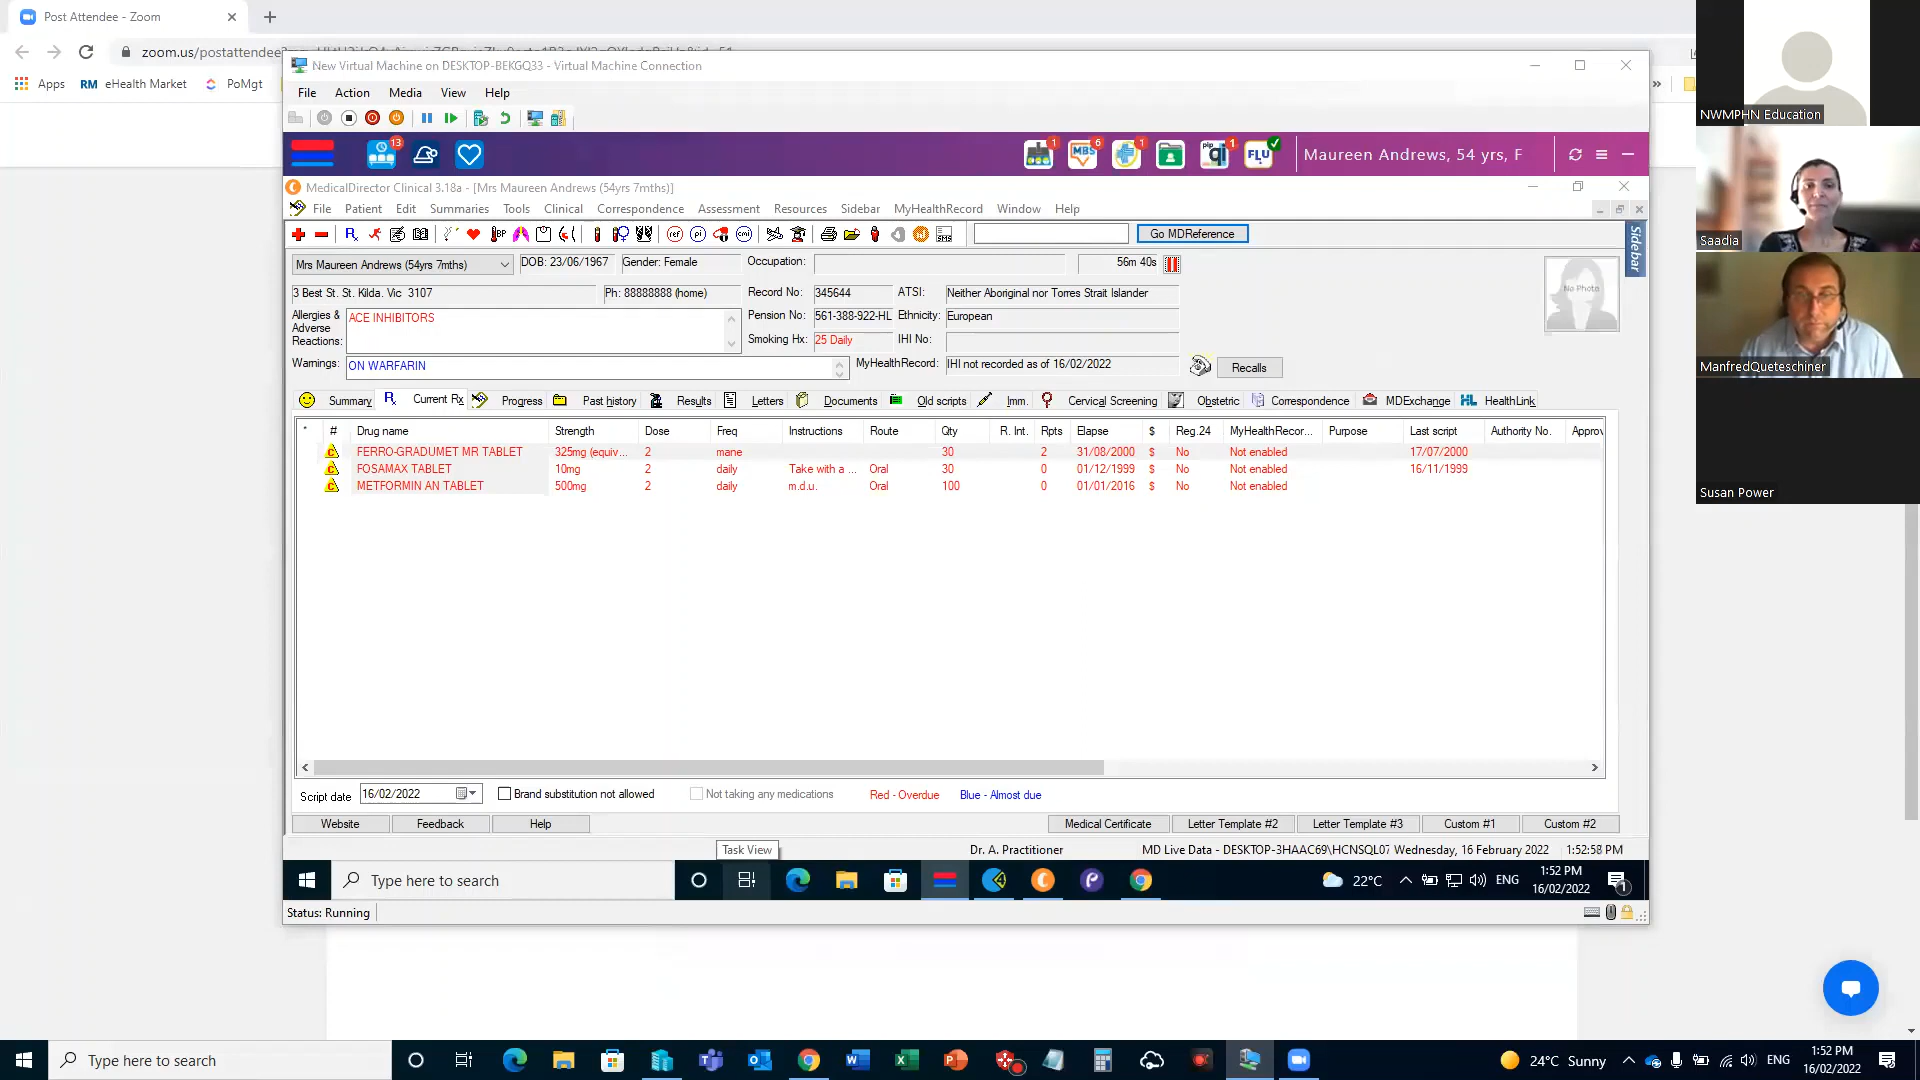 Post Attendee - Zoom
zoom.us/postattendee
Apps
RM eHealth Market
PoMgt
»
New Virtual Machine on DESKTOP-BEKGQ33 - Virtual Machine Connection
File Action Media View Help
13
1
MBS 6
1
pip qi 1
FLU
Maureen Andrews, 54 yrs, F
MedicalDirector Clinical 3.18a - [Mrs Maureen Andrews (54yrs 7mths)]
File Patient Edit Summaries Tools Clinical Correspondence Assessment Resources Sidebar MyHealthRecord Window Help
Go MDReference
Sidebar
Mrs Maureen Andrews (54yrs 7mths) DOB: 23/06/1967 Gender: Female Occupation: 56m 40s
3 Best St. St. Kilda. Vic 3107 Ph: 88888888 (home) Record No: 345644 ATSI: Neither Aboriginal nor Torres Strait Islander
No Photo
Allergies & Adverse Reactions: ACE INHIBITORS Pension No: 561-388-922-HL Ethnicity: European
Smoking Hx: 25 Daily IHI No:
Warnings: ON WARFARIN MyHealthRecord: IHI not recorded as of 16/02/2022 Recalls
Summary Current Rx Progress Past history Results Letters Documents Old scripts Imm. Cervical Screening Obstetric Correspondence MDExchange HL HealthLink
* # Drug name Strength Dose Freq Instructions Route Qty R. Int. Rpts Elapse $ Reg.24 MyHealthRecor... Purpose Last script Authority No. Approv
FERRO-GRADUMET MR TABLET 325mg (equiv... 2 mane 30 2 31/08/2000 $ No Not enabled 17/07/2000
FOSAMAX TABLET 10mg 2 daily Take with a ... Oral 30 0 01/12/1999 $ No Not enabled 16/11/1999
METFORMIN AN TABLET 500mg 2 daily m.d.u. Oral 100 0 01/01/2016 $ No Not enabled
Script date 16/02/2022 Brand substitution not allowed Not taking any medications Red - Overdue Blue - Almost due
Website Feedback Help Medical Certificate Letter Template #2 Letter Template #3 Custom #1 Custom #2
Task View
Dr. A. Practitioner MD Live Data - DESKTOP-3HAAC69\HCNSQL07 Wednesday, 16 February 2022 1:52:58 PM
Type here to search
22°C ENG
1:52 PM
16/02/2022
1
Status: Running
NWMPHN Education
Saadia
ManfredQueteschiner
Susan Power
Type here to search
24°C Sunny ENG
1:52 PM
16/02/2022